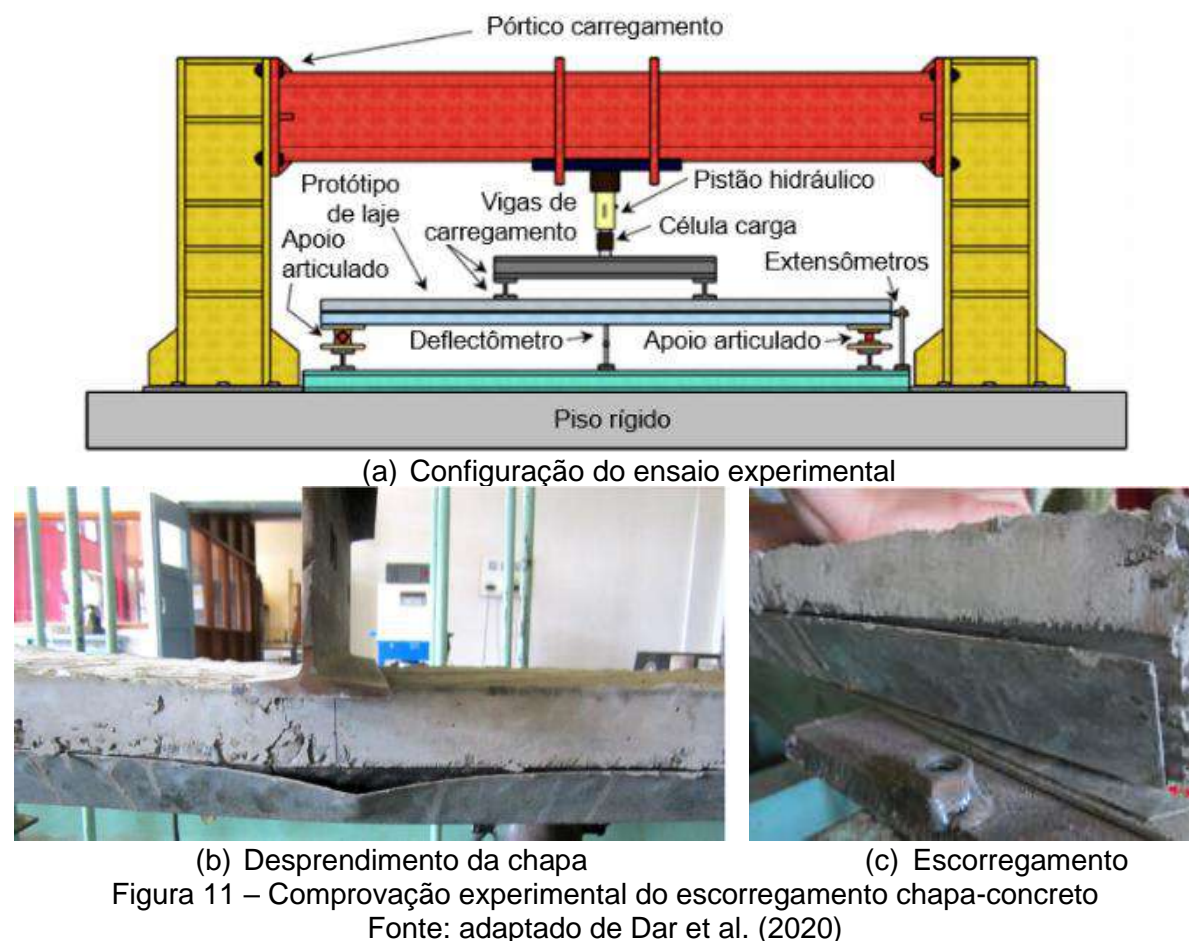 Pórtico carregamento
Protótipo
de laje
Vigas de
carregamento
Pistão hidráulico
Célula carga
Apoio
articulado
Extensômetros
Deflectômetro
Apoio articulado
Piso rígido
(a) Configuração do ensaio experimental
(b) Desprendimento da chapa
(c) Escorregamento
Figura 11 – Comprovação experimental do escorregamento chapa-concreto
Fonte: adaptado de Dar et al. (2020)